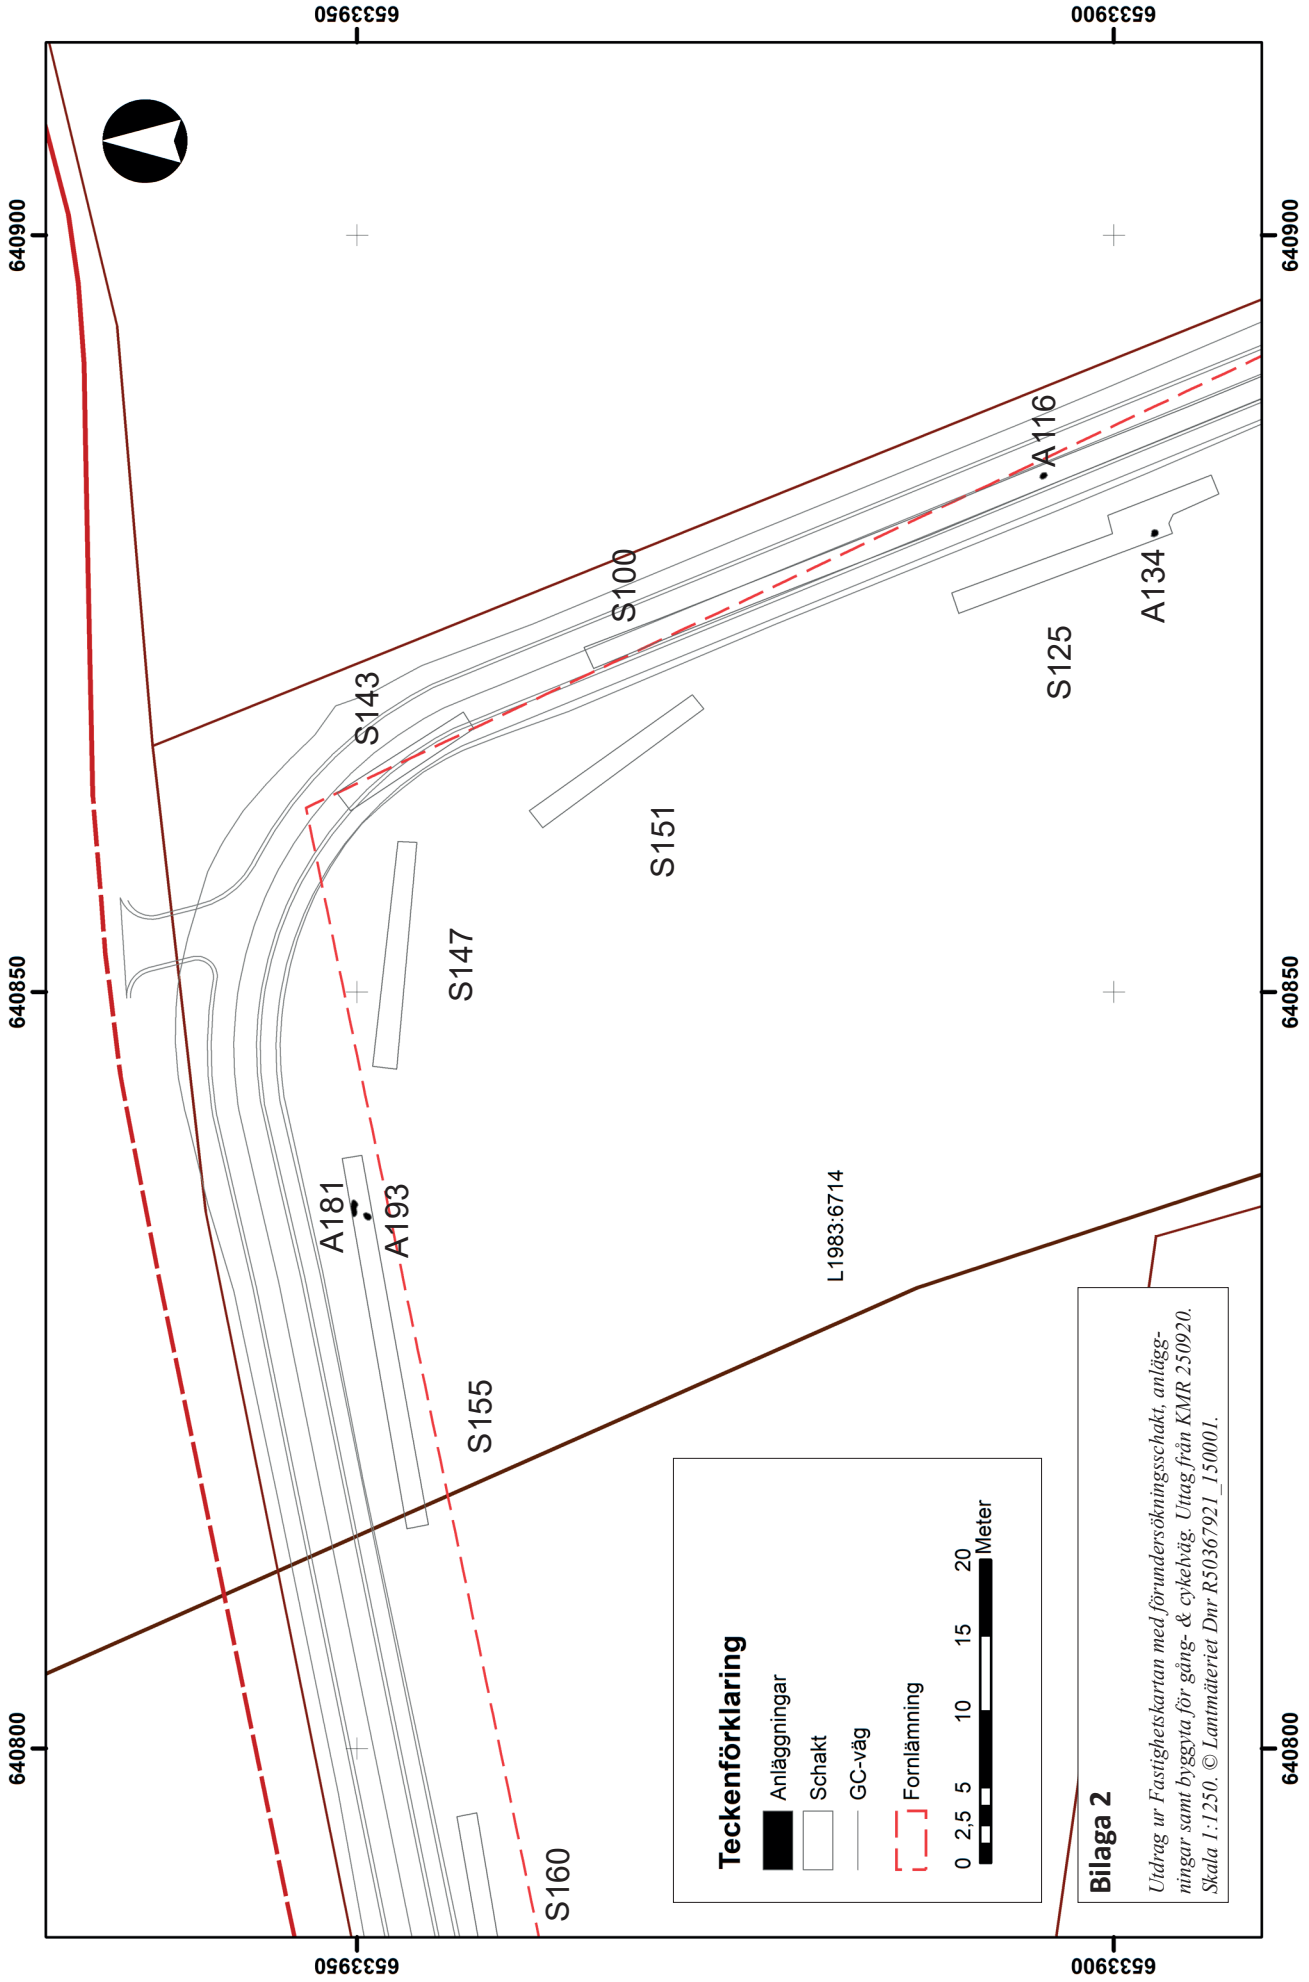 640800
640850
640900
6533950
6533950
6533900
6533900
640800
640850
640900
S160
S155
A181
A193
S147
S143
S151
S100
S125
A134
A116
L1983:6714
Teckenförklaring
Anläggningar
Schakt
GC-väg
Fornlämning
0 2,5 5 10 15 20
Meter
Bilaga 2
Utdrag ur Fastighetskartan med förundersökningsschakt, anlägg-
ningar samt byggyta för gång- & cykelväg. Uttag från KMR 250920.
Skala 1:1250. © Lantmäteriet Dnr R50367921_150001.